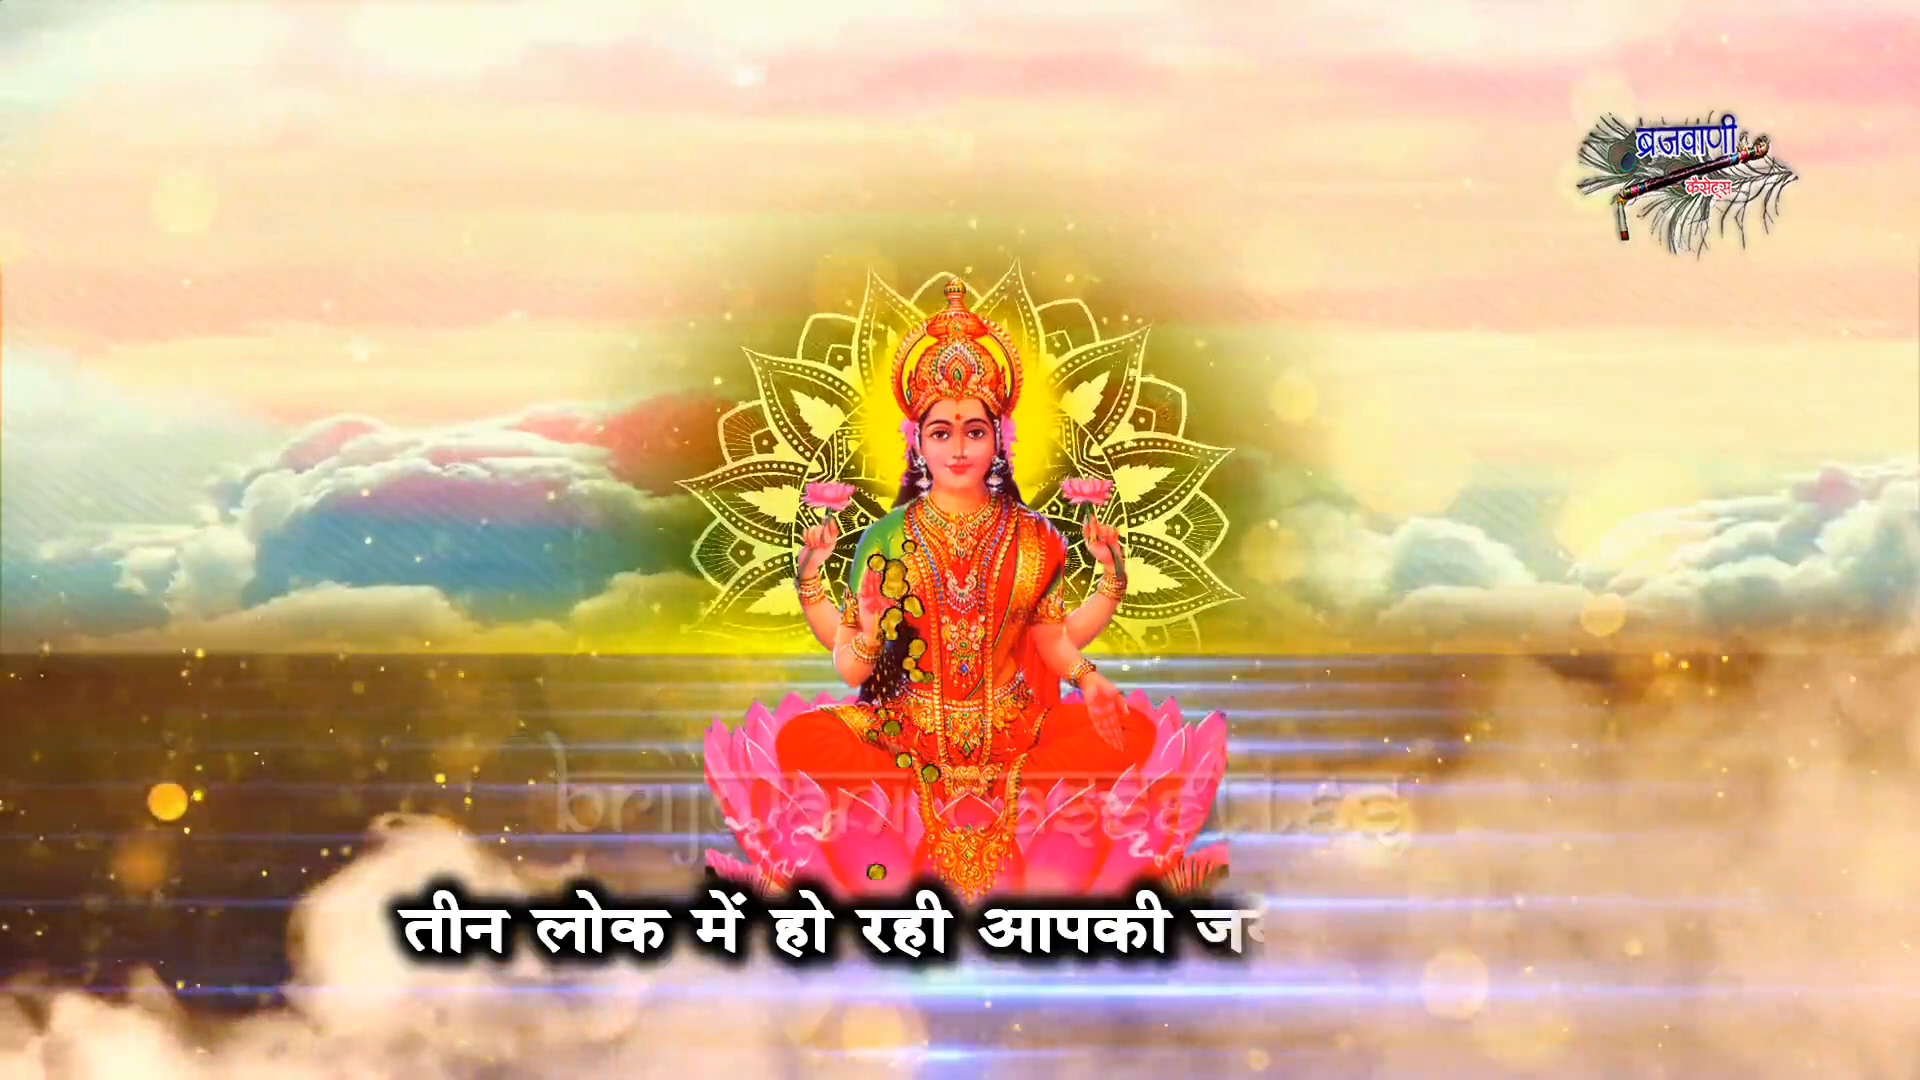 ब्रजवाणी
कैसेट्स
तीन लोक में हो रही आपकी